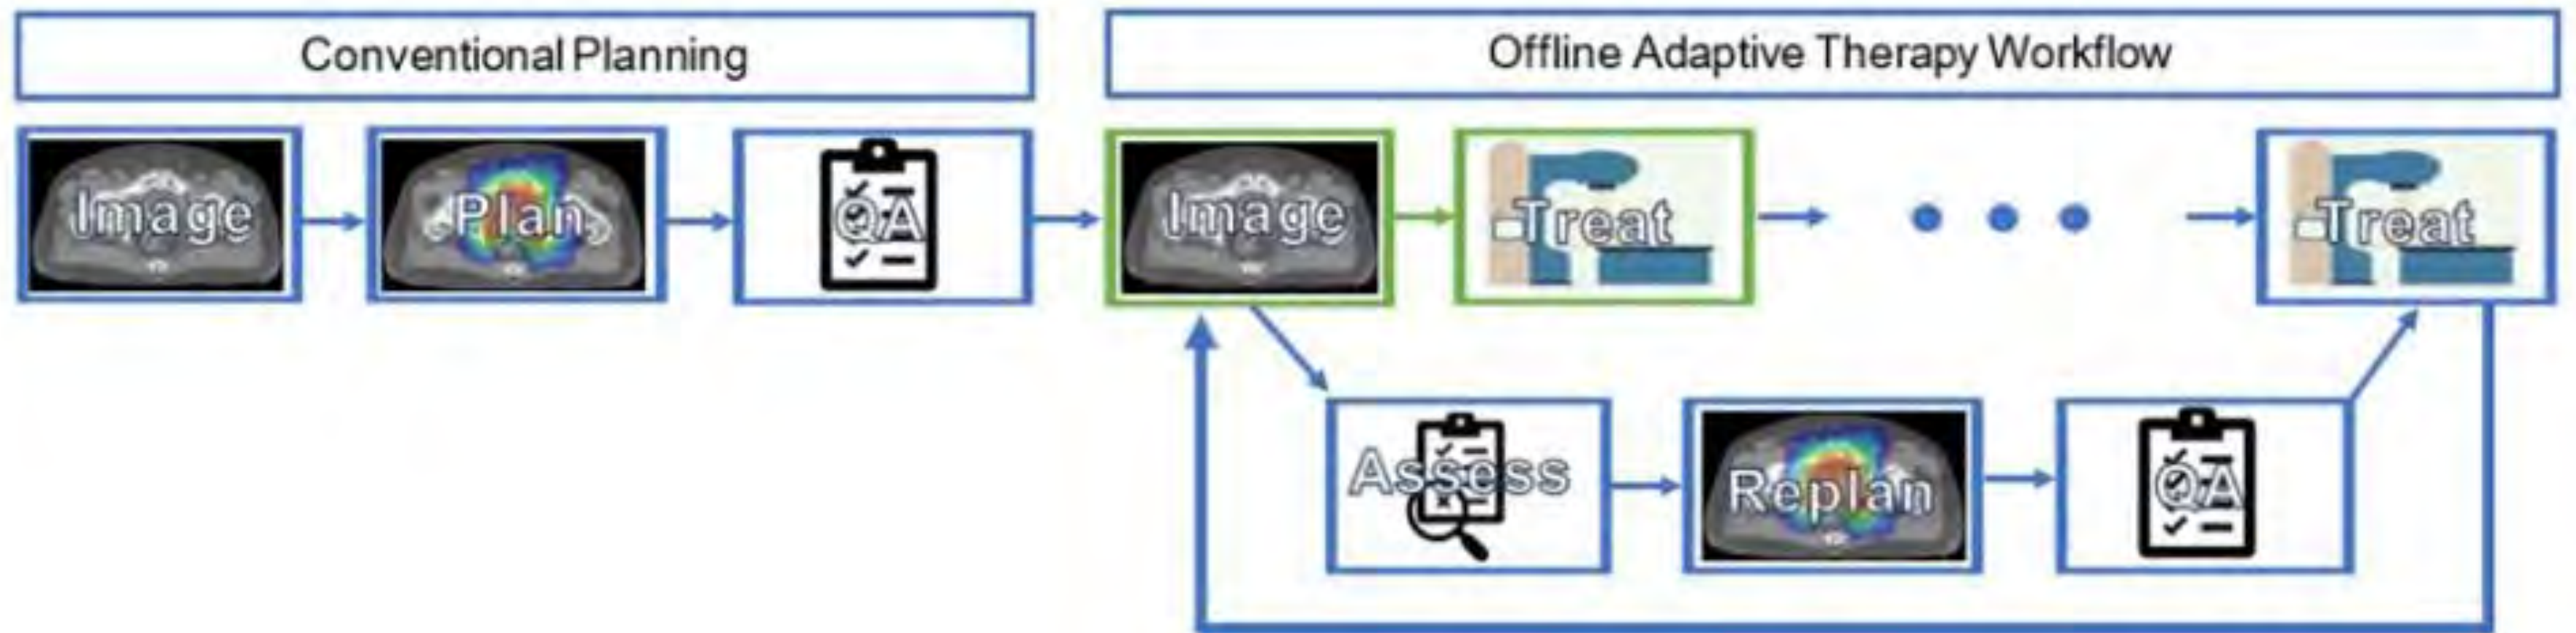 Conventional Planning
Offline Adaptive Therapy Workflow
Image
Plan
QA
Image
Treat
Treat
Assess
Replan
QA